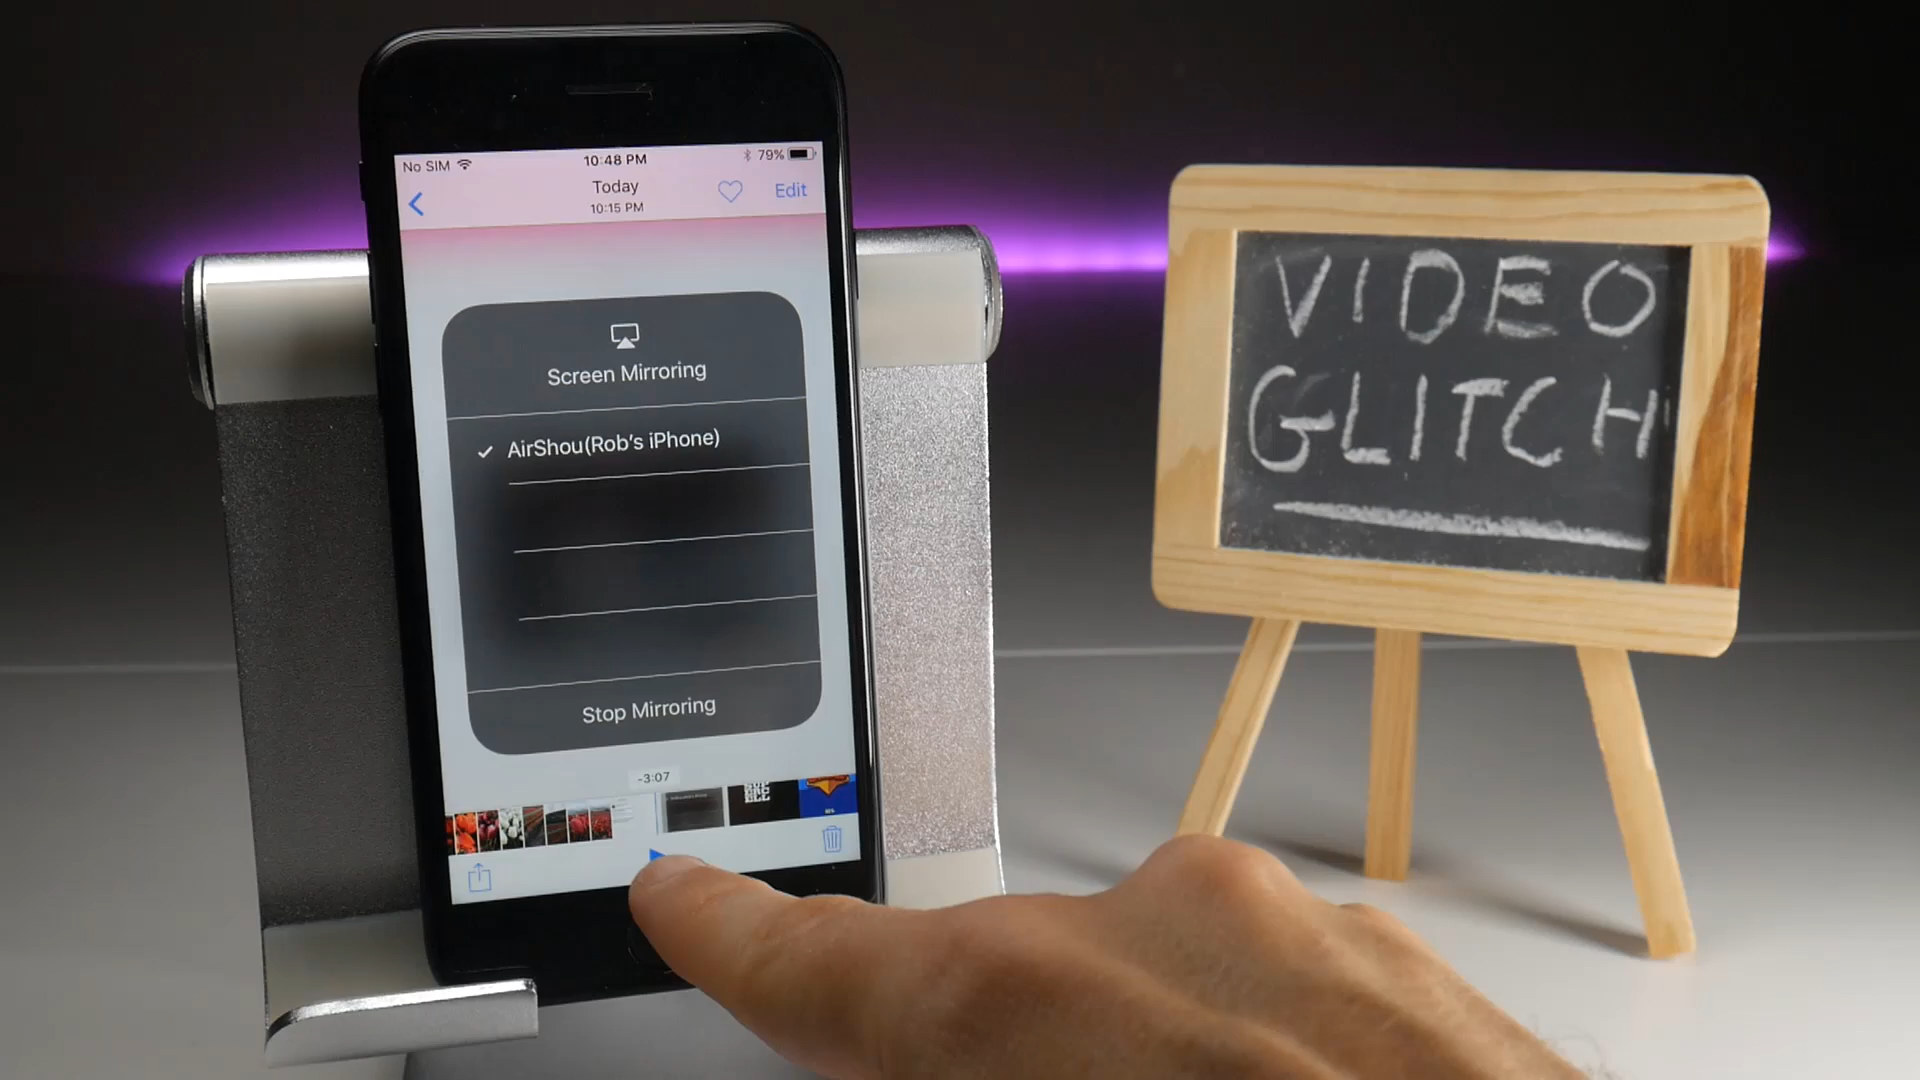 No SIM
10:48 PM
79%
Today
10:15 PM
Edit
Screen Mirroring
AirShou(Rob's iPhone)
Stop Mirroring
-3:07
VIDEO
GLITCH